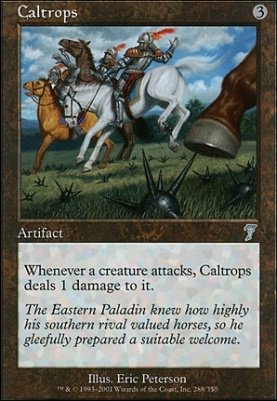 Caltrops 3
Artifact
Whenever a creature attacks, Caltrops
deals 1 damage to it.
The Eastern Paladin knew how highly
his southern rival valued horses, so he
gleefully prepared a suitable welcome.
Illus. Eric Peterson
™ & © 1993-2001 Wizards of the Coast, Inc. 288/350